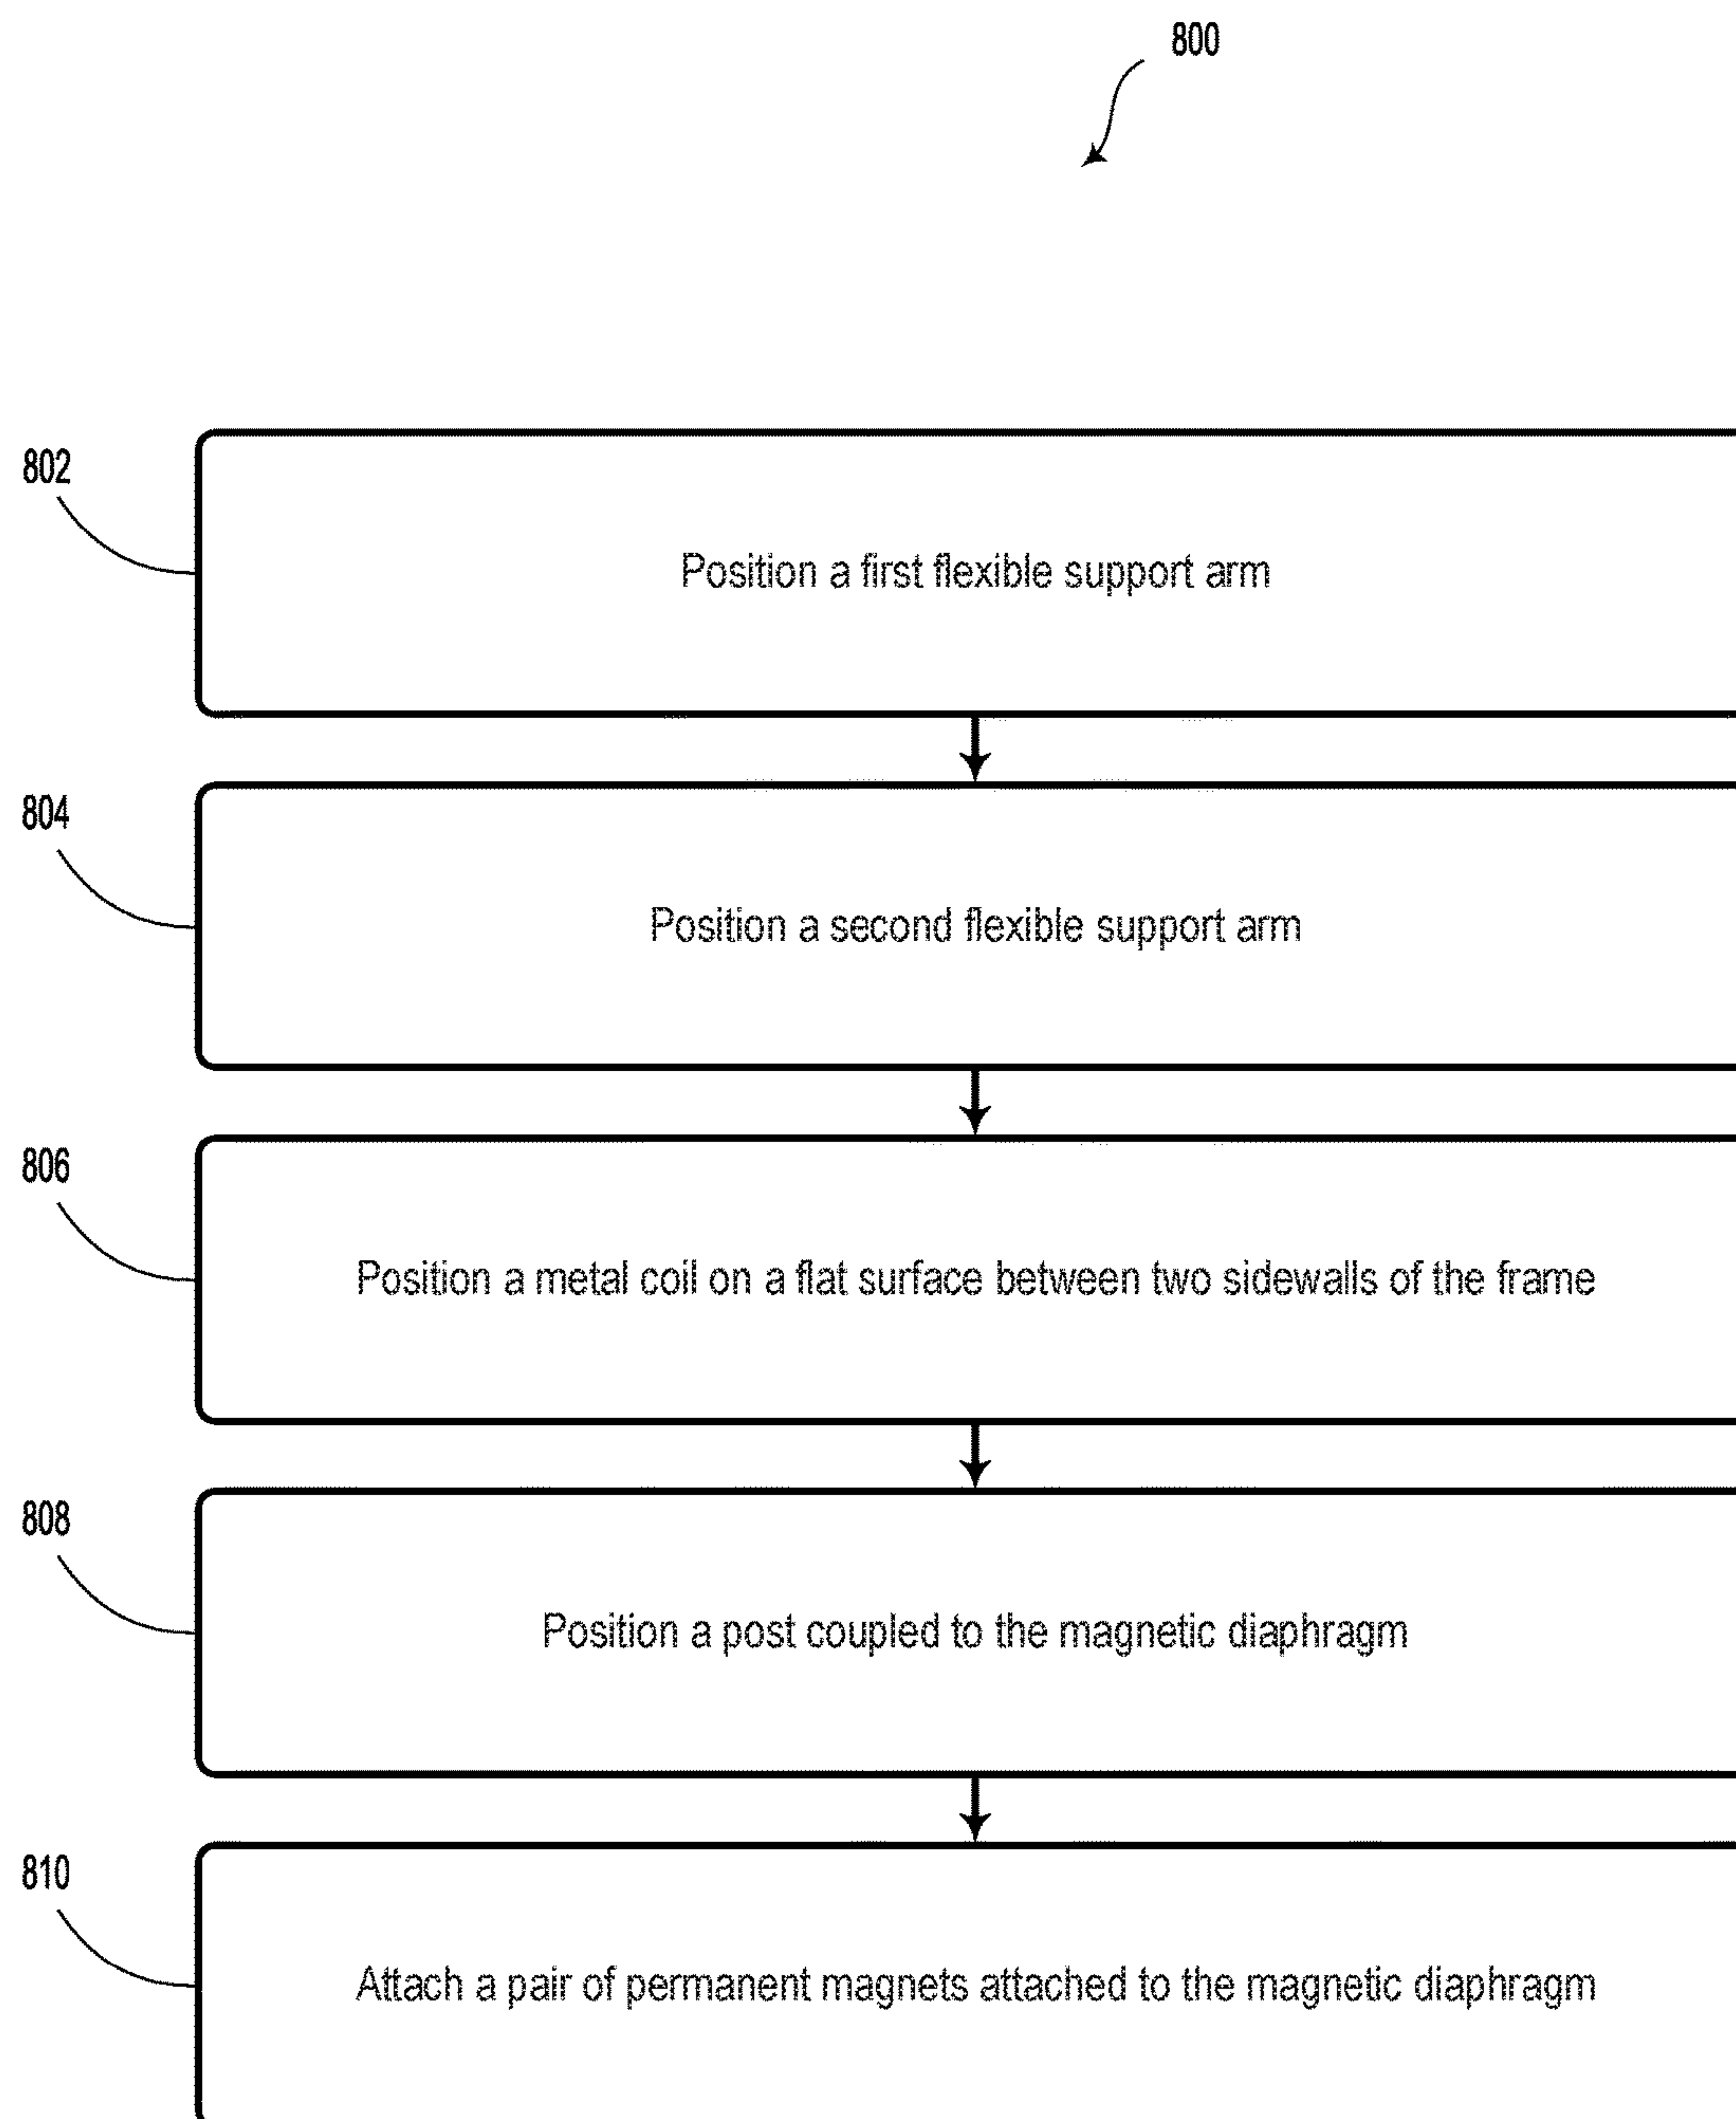 800
802
Position a first flexible support arm
804
Position a second flexible support arm
806
Position a metal coil on a flat surface between two sidewalls of the frame
808
Position a post coupled to the magnetic diaphragm
810
Attach a pair of permanent magnets attached to the magnetic diaphragm